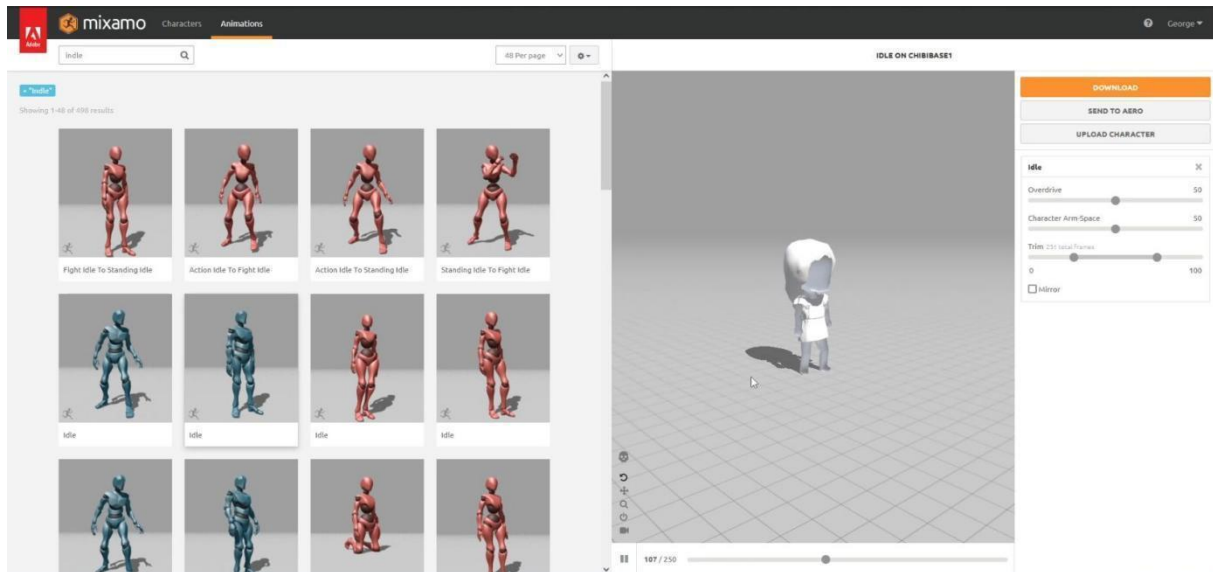 Adobe
mixamo
Characters
Animations
George
indle
48 Per page
IDLE ON CHIBIBASE1
× "Indle"
Showing 1-48 of 498 results
Fight Idle To Standing Idle
Action Idle To Fight Idle
Action Idle To Standing Idle
Standing Idle To Fight Idle
Idle
Idle
Idle
Idle
107 / 250
DOWNLOAD
SEND TO AERO
UPLOAD CHARACTER
Idle
Overdrive 50
Character Arm-Space 50
Trim 251 total frames
0 100
Mirror